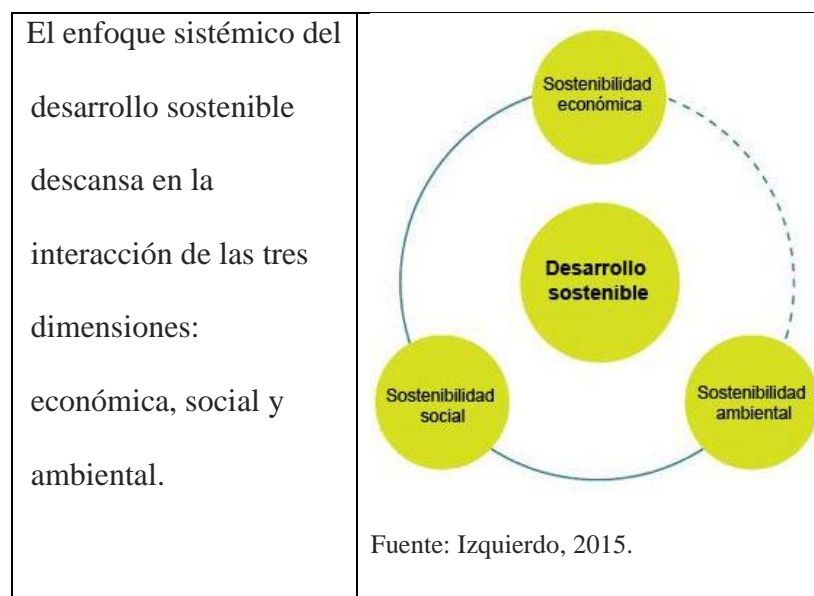 El enfoque sistémico del
desarrollo sostenible
descansa en la
interacción de las tres
dimensiones:
económica, social y
ambiental.
Sostenibilidad
económica
Desarrollo
sostenible
Sostenibilidad
social
Sostenibilidad
ambiental
Fuente: Izquierdo, 2015.